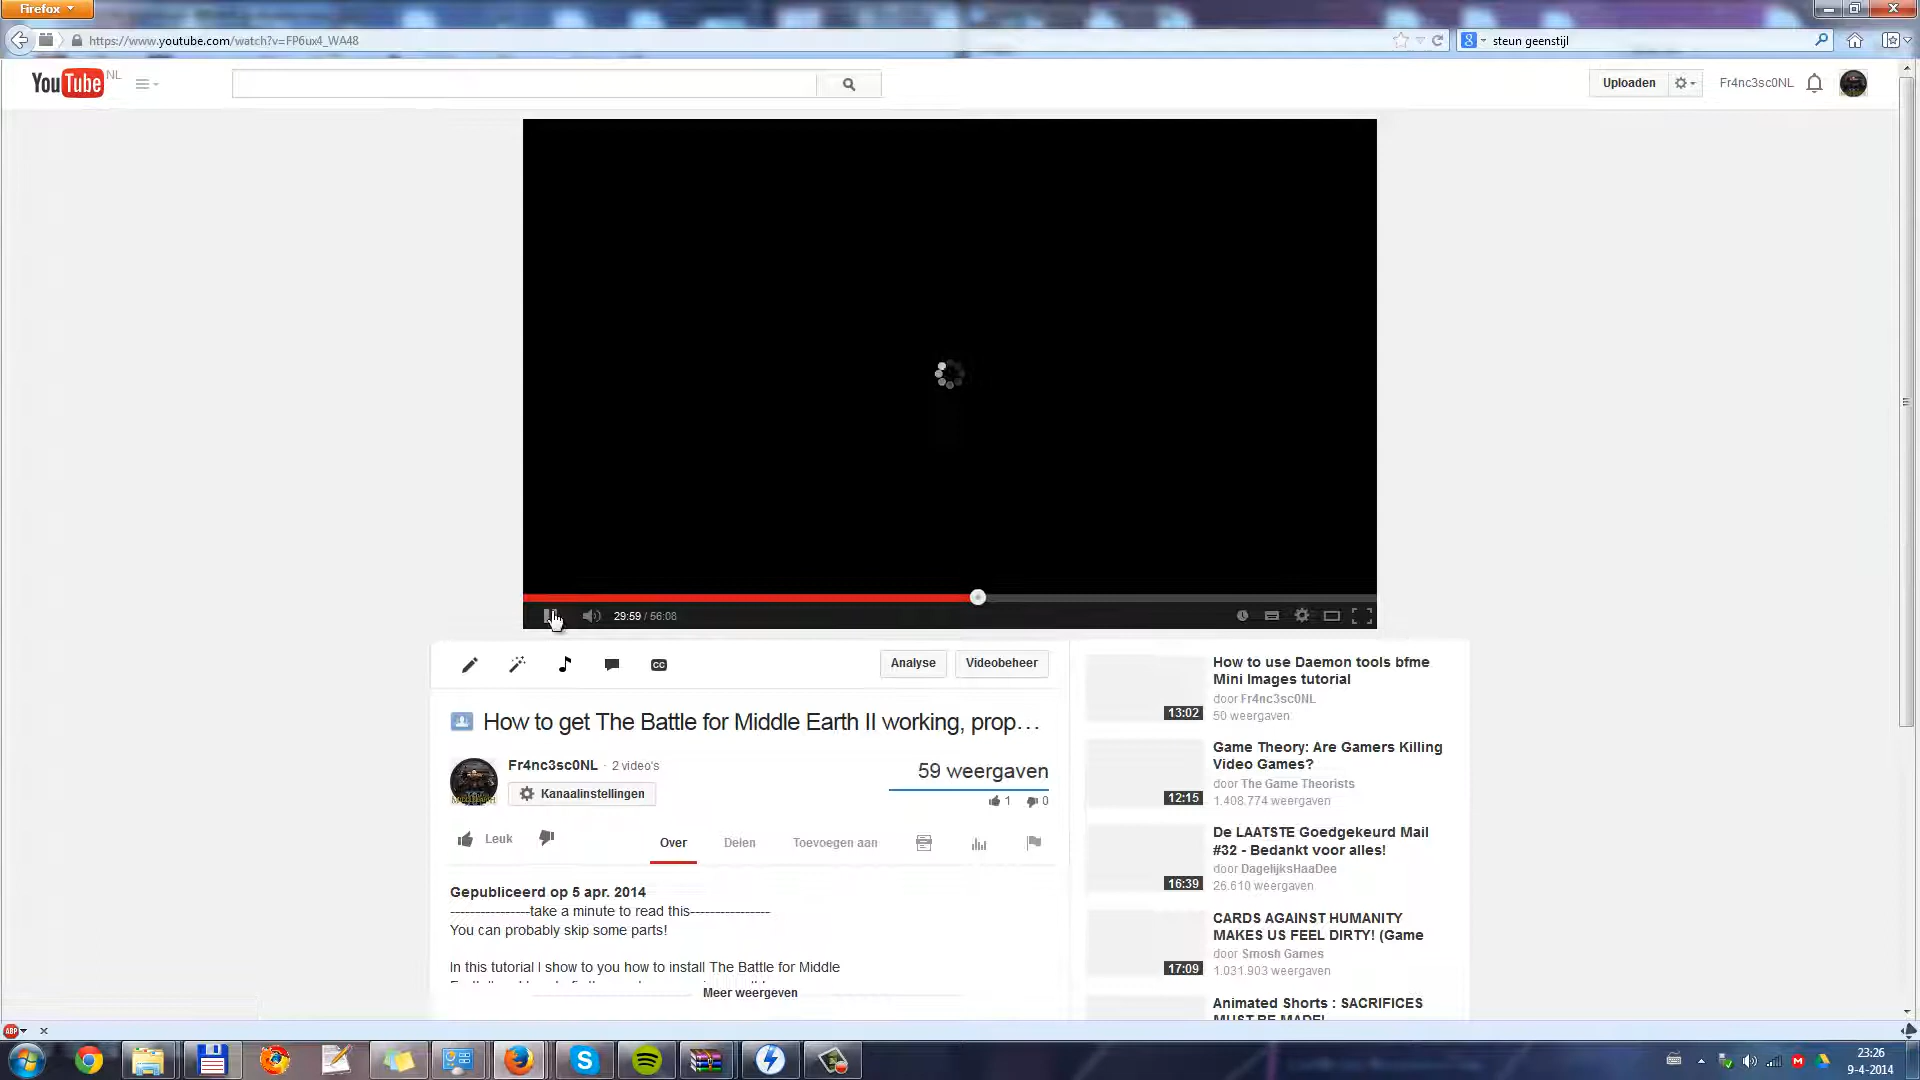 Firefox
https://www.youtube.com/watch?v=FP6ux4_WA48
steun geenstijl
YouTube NL
Uploaden
Fr4nc3sc0NL
29:59 / 56:08
Analyse
Videobeheer
How to get The Battle for Middle Earth II working, prop...
Fr4nc3sc0NL · 2 video's
Kanaalinstellingen
59 weergaven
1
0
Leuk
Over
Delen
Toevoegen aan
Gepubliceerd op 5 apr. 2014
----------------take a minute to read this----------------
You can probably skip some parts!
In this tutorial I show to you how to install The Battle for Middle
Meer weergeven
How to use Daemon tools bfme
Mini Images tutorial
door Fr4nc3sc0NL
50 weergaven
13:02
Game Theory: Are Gamers Killing
Video Games?
door The Game Theorists
1.408.774 weergaven
12:15
De LAATSTE Goedgekeurd Mail
#32 - Bedankt voor alles!
door DagelijksHaaDee
26.610 weergaven
16:39
CARDS AGAINST HUMANITY
MAKES US FEEL DIRTY! (Game
door Smosh Games
1.031.903 weergaven
17:09
Animated Shorts : SACRIFICES
MUST BE MADE!
ABP
23:26
9-4-2014